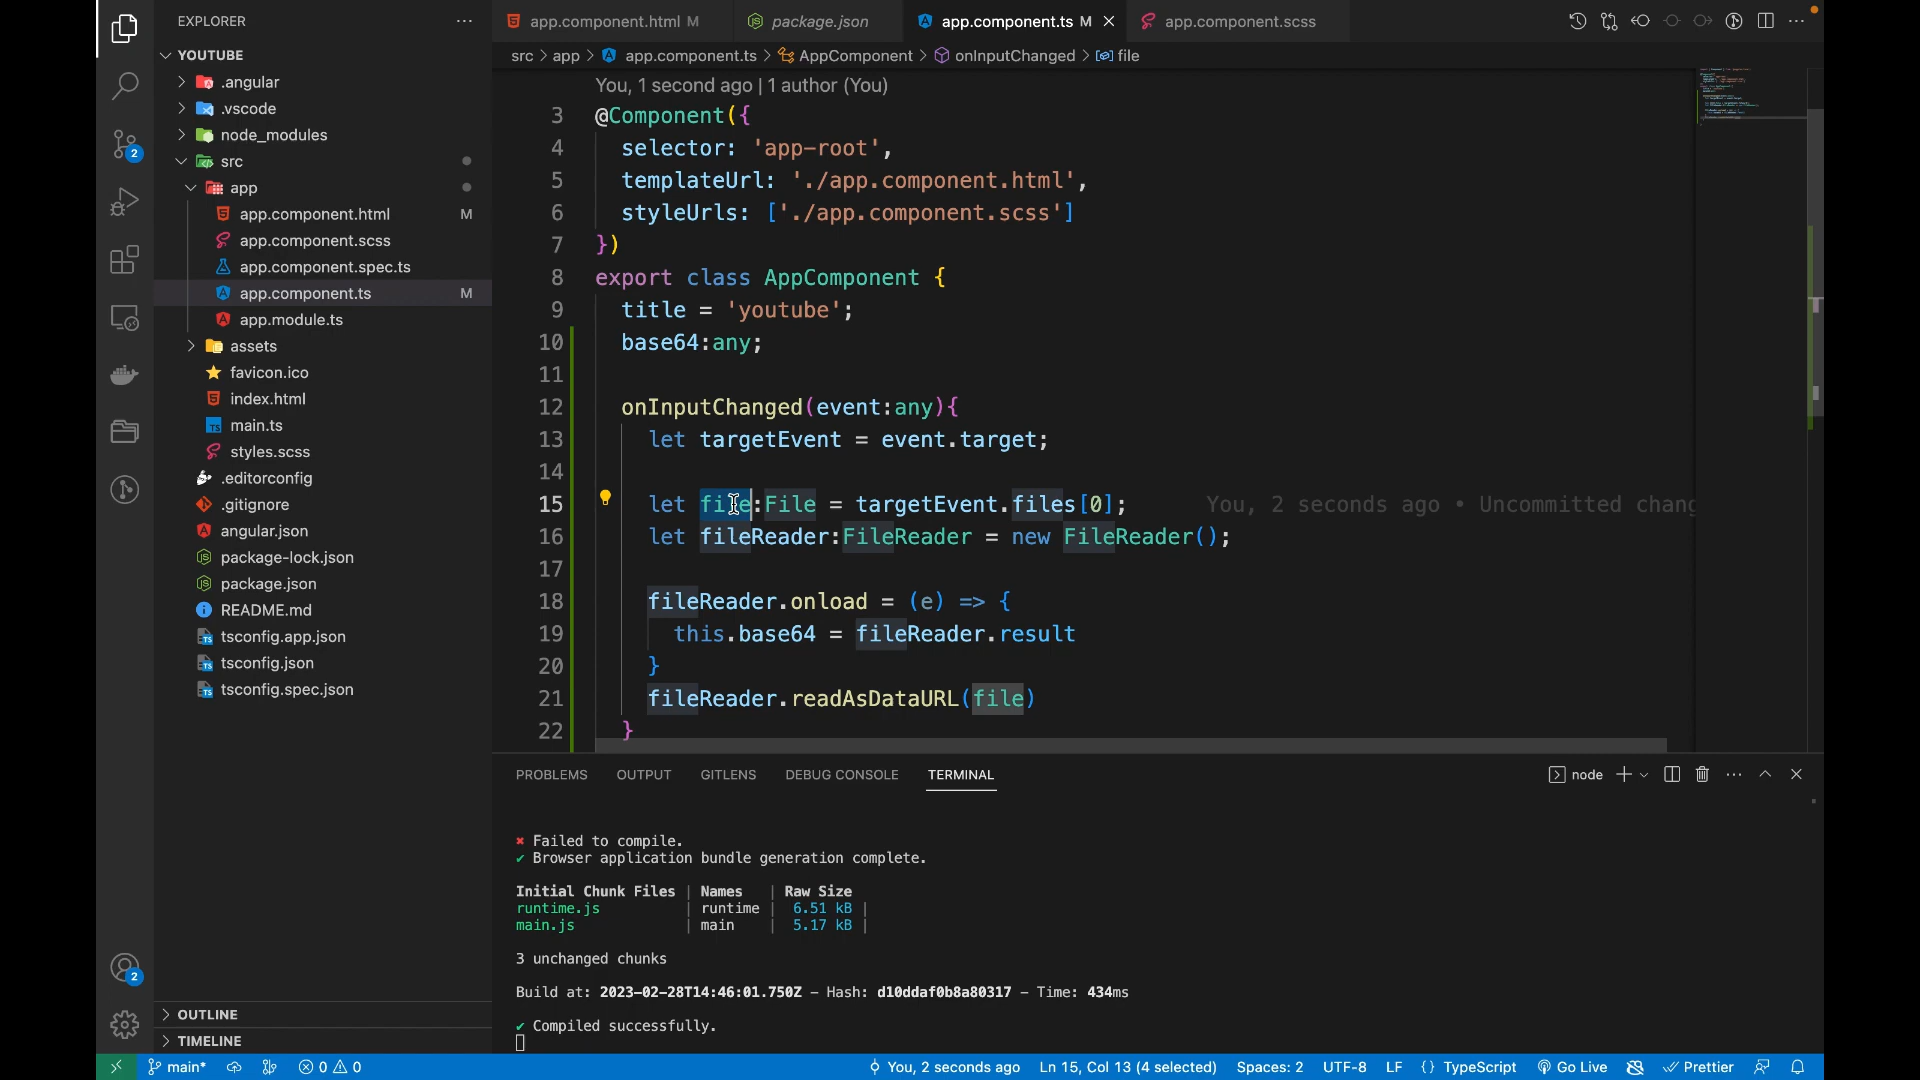 EXPLORER
YOUTUBE
.angular
.vscode
node_modules
src
app
app.component.html M
app.component.scss
app.component.spec.ts
app.component.ts M
app.module.ts
assets
favicon.ico
index.html
main.ts
styles.scss
.editorconfig
.gitignore
angular.json
package-lock.json
package.json
README.md
tsconfig.app.json
tsconfig.json
tsconfig.spec.json
OUTLINE
TIMELINE
2
2
app.component.html M
package.json
app.component.ts M
app.component.scss
src > app > app.component.ts > AppComponent > onInputChanged > file
You, 1 second ago | 1 author (You)
3 @Component({
4 selector: 'app-root',
5 templateUrl: './app.component.html',
6 styleUrls: ['./app.component.scss']
7 })
8 export class AppComponent {
9 title = 'youtube';
10 base64:any;
11
12 onInputChanged(event:any){
13 let targetEvent = event.target;
14
15 let file:File = targetEvent.files[0]; You, 2 seconds ago • Uncommitted chang
16 let fileReader:FileReader = new FileReader();
17
18 fileReader.onload = (e) => {
19 this.base64 = fileReader.result
20 }
21 fileReader.readAsDataURL(file)
22 }
PROBLEMS OUTPUT GITLENS DEBUG CONSOLE TERMINAL
node
✖ Failed to compile.
✔ Browser application bundle generation complete.
Initial Chunk Files | Names | Raw Size
runtime.js | runtime | 6.51 kB |
main.js | main | 5.17 kB |
3 unchanged chunks
Build at: 2023-02-28T14:46:01.750Z - Hash: d10ddaf0b8a80317 - Time: 434ms
✔ Compiled successfully.
main* 0 0 You, 2 seconds ago Ln 15, Col 13 (4 selected) Spaces: 2 UTF-8 LF {} TypeScript Go Live Prettier